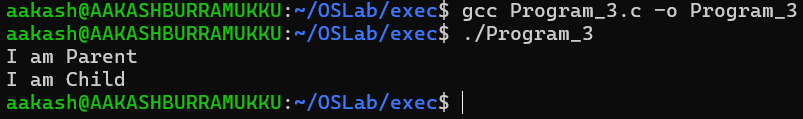 aakash@AAKASHBURRAMUKKU:~/OSLab/exec$ gcc Program_3.c -o Program_3
aakash@AAKASHBURRAMUKKU:~/OSLab/exec$ ./Program_3
I am Parent
I am Child
aakash@AAKASHBURRAMUKKU:~/OSLab/exec$